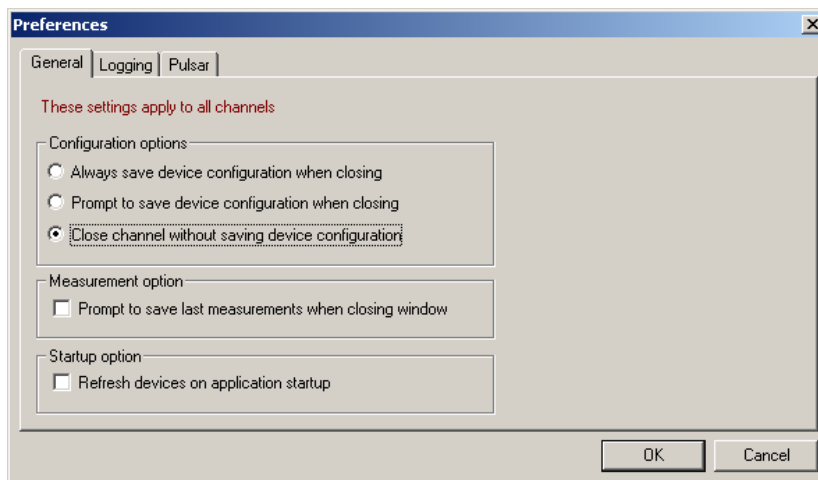 Preferences
General Logging Pulsar
These settings apply to all channels
Configuration options
Always save device configuration when closing
Prompt to save device configuration when closing
Close channel without saving device configuration
Measurement option
Prompt to save last measurements when closing window
Startup option
Refresh devices on application startup
OK Cancel